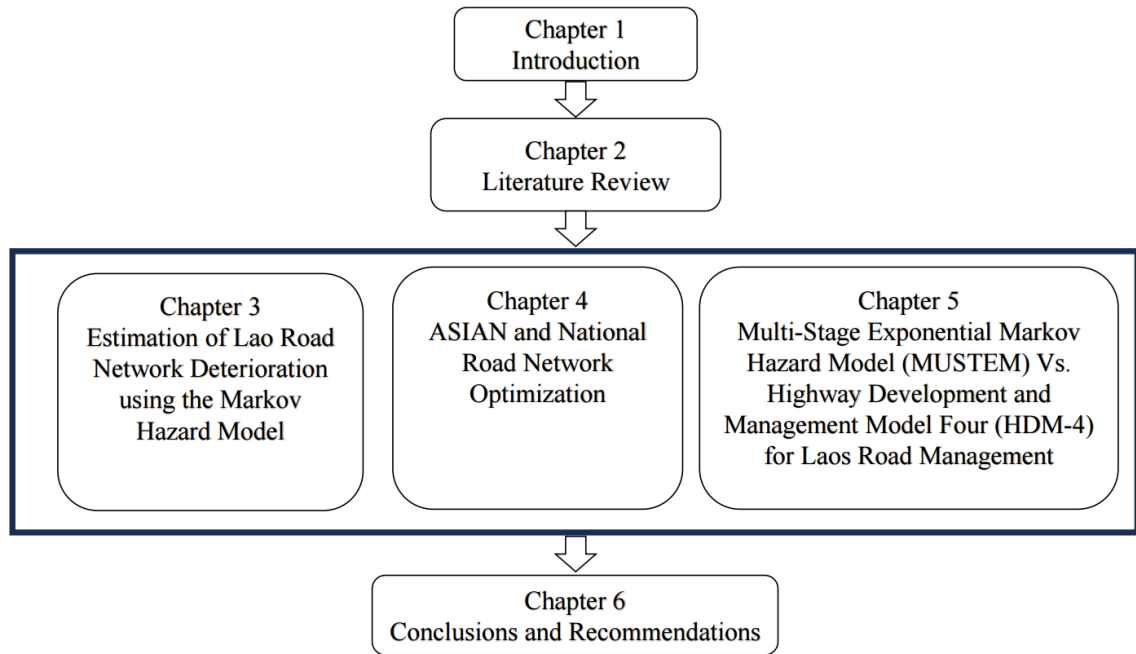 Chapter 1
Introduction
Chapter 2
Literature Review
Chapter 3
Estimation of Lao Road
Network Deterioration
using the Markov
Hazard Model
Chapter 4
ASIAN and National
Road Network
Optimization
Chapter 5
Multi-Stage Exponential Markov
Hazard Model (MUSTEM) Vs.
Highway Development and
Management Model Four (HDM-4)
for Laos Road Management
Chapter 6
Conclusions and Recommendations